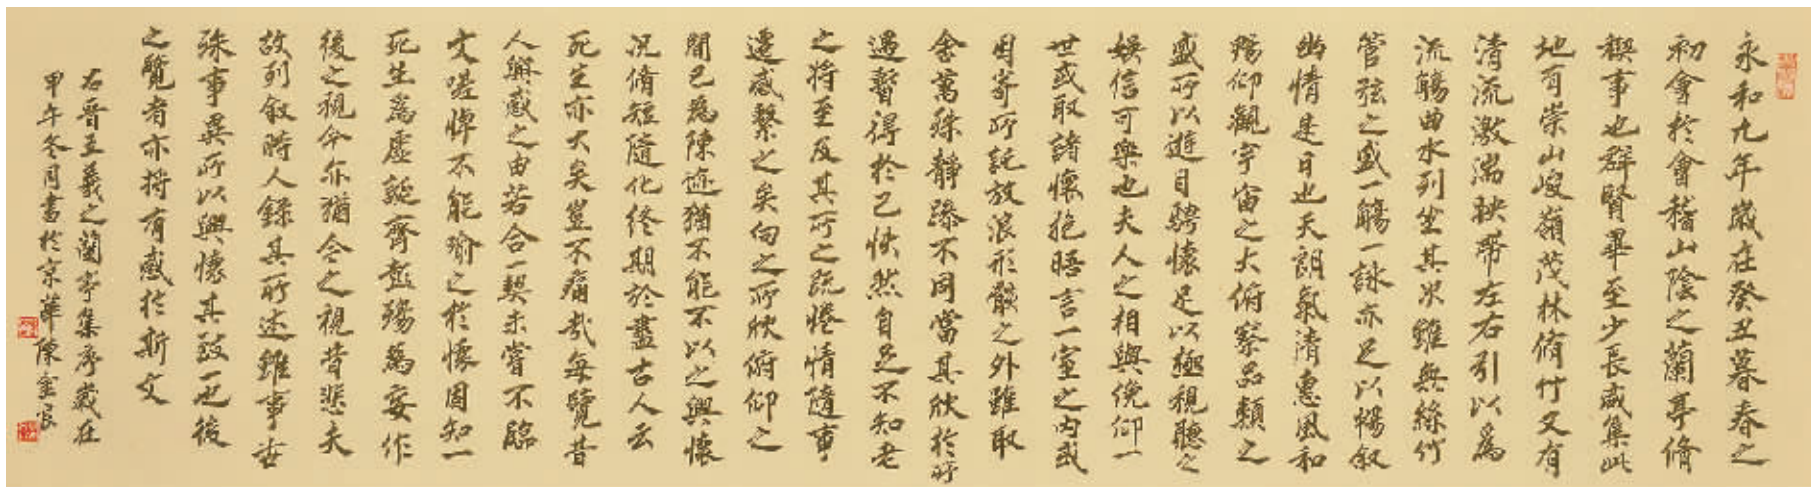 永和九年歲在癸丑暮春之
初會於會稽山陰之蘭亭脩
禊事也群賢畢至少長咸集此
地有崇山峻嶺茂林脩竹又有
清流激湍映帶左右引以為
流觴曲水列坐其次雖無絲竹
管弦之盛一觴一詠亦足以暢叙
幽情是日也天朗氣清惠風和
暢仰觀宇宙之大俯察品類之
盛所以遊目騁懷足以極視聽之
娛信可樂也夫人之相與俛仰一
世或取諸懷抱晤言一室之內或
因寄所託放浪形骸之外雖取
舍萬殊靜躁不同當其欣於所
遇暫得於己怏然自足不知老
之將至及其所之既惓情隨事
遷感繫之矣向之所欣俯仰之
間已為陳迹猶不能不以之興懷
況脩短隨化終期於盡古人云
死生亦大矣豈不痛哉每覽昔
人興感之由若合一契未嘗不臨
文嗟悼不能喻之於懷固知一
死生為虛誕齊彭殤為妄作
後之視今亦猶今之視昔悲夫
故列叙時人錄其所述雖事世
殊事異所以興懷其致一也後
之覽者亦將有感於斯文
右晉王羲之蘭亭集序歲在
甲午冬月書於京華陳金良